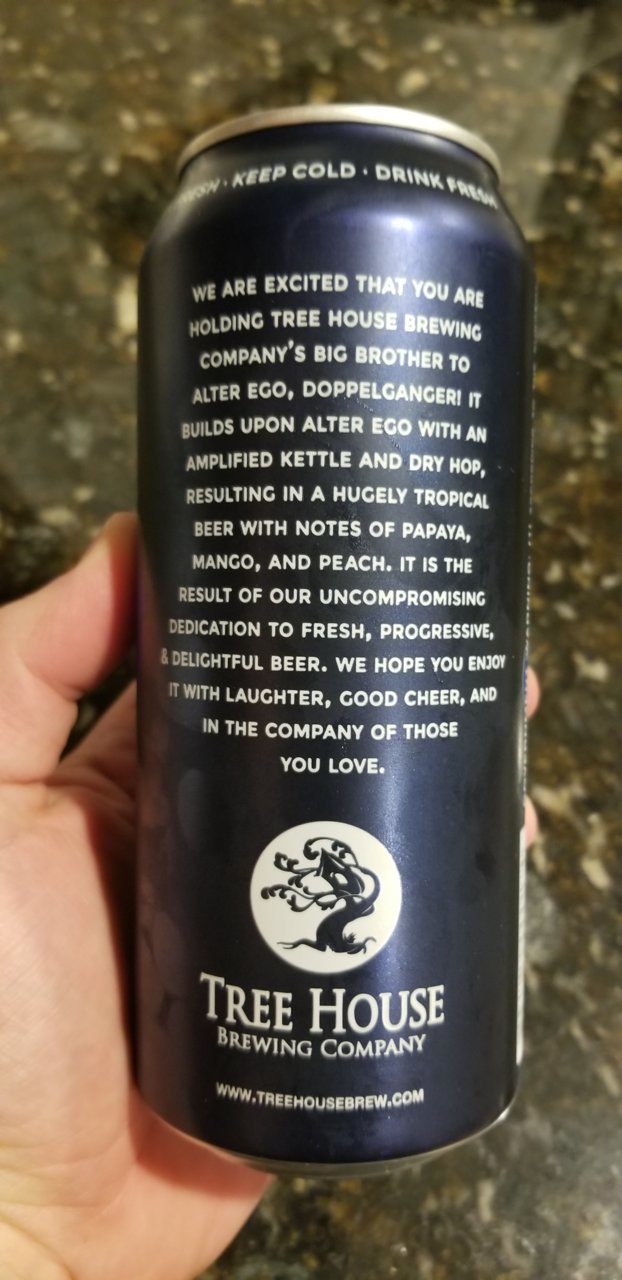 KEEP COLD · DRINK FRESH
WE ARE EXCITED THAT YOU ARE
HOLDING TREE HOUSE BREWING
COMPANY'S BIG BROTHER TO
ALTER EGO, DOPPELGANGER! IT
BUILDS UPON ALTER EGO WITH AN
AMPLIFIED KETTLE AND DRY HOP,
RESULTING IN A HUGELY TROPICAL
BEER WITH NOTES OF PAPAYA,
MANGO, AND PEACH. IT IS THE
RESULT OF OUR UNCOMPROMISING
DEDICATION TO FRESH, PROGRESSIVE,
& DELIGHTFUL BEER. WE HOPE YOU ENJOY
IT WITH LAUGHTER, GOOD CHEER, AND
IN THE COMPANY OF THOSE
YOU LOVE.
TREE HOUSE
BREWING COMPANY
WWW.TREEHOUSEBREW.COM